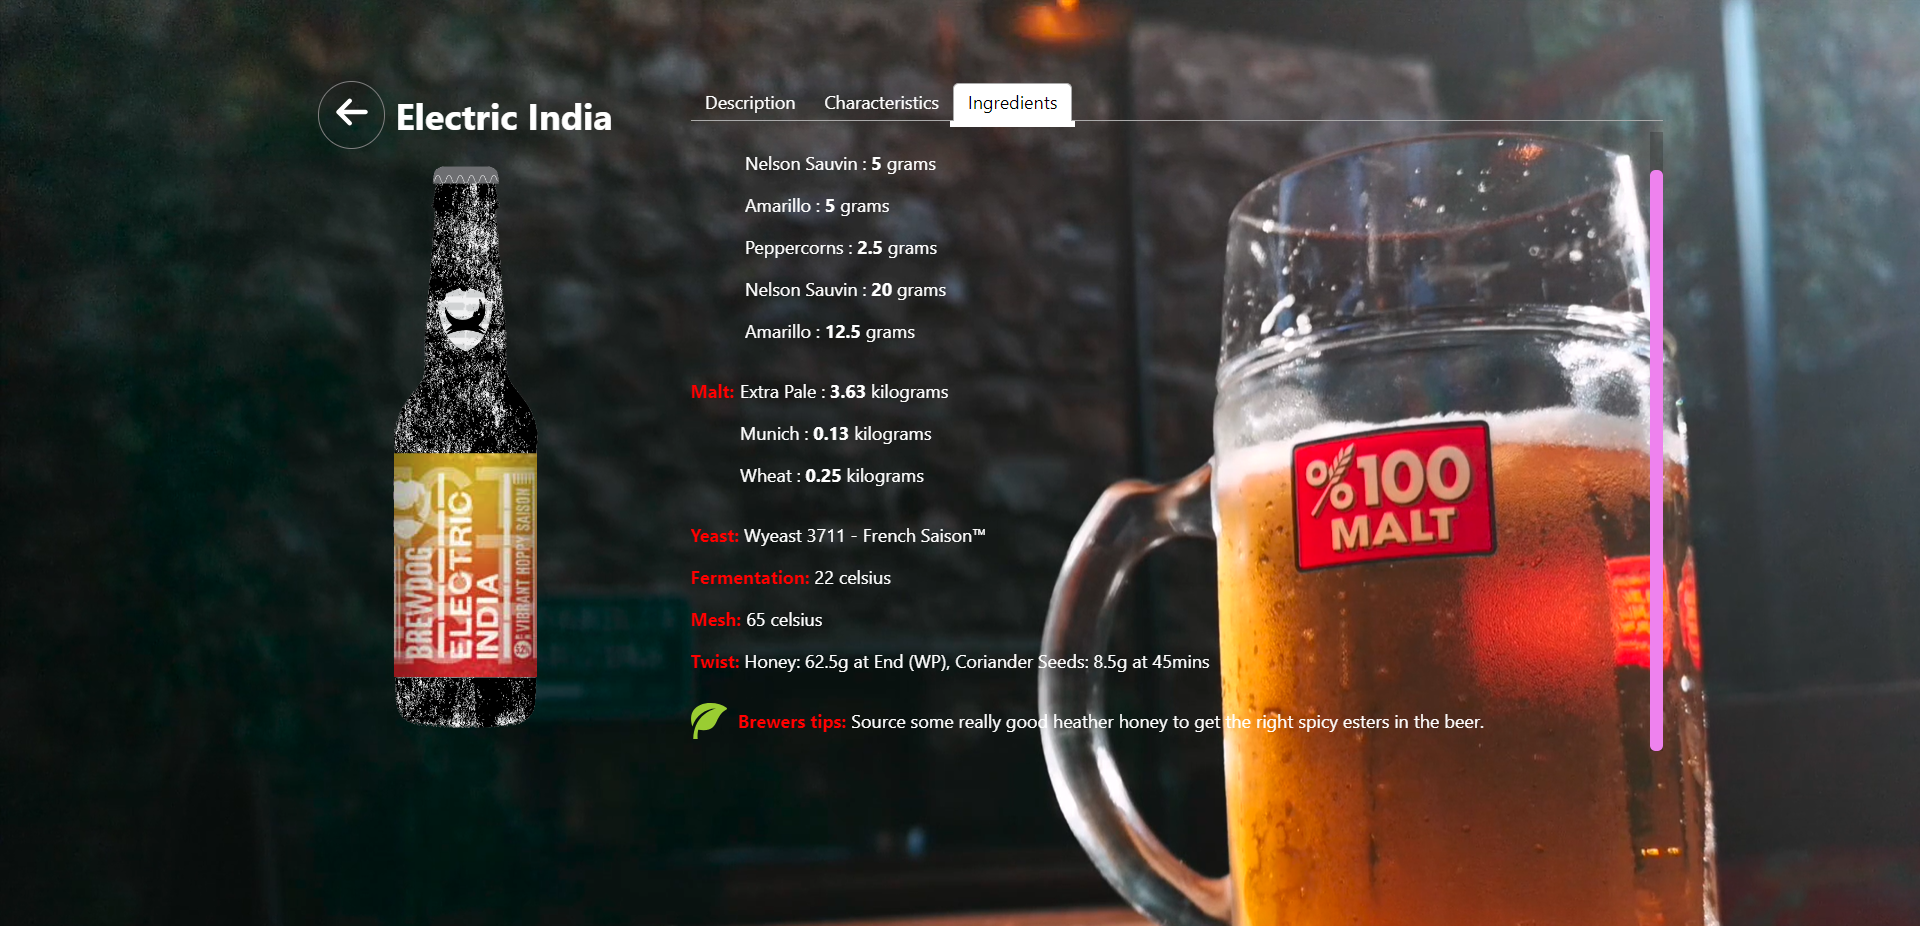 Electric India
Description Characteristics Ingredients
Nelson Sauvin : 5 grams
Amarillo : 5 grams
Peppercorns : 2.5 grams
Nelson Sauvin : 20 grams
Amarillo : 12.5 grams
Malt: Extra Pale : 3.63 kilograms
Munich : 0.13 kilograms
Wheat : 0.25 kilograms
Yeast: Wyeast 3711 - French Saison™
Fermentation: 22 celsius
Mesh: 65 celsius
Twist: Honey: 62.5g at End (WP), Coriander Seeds: 8.5g at 45mins
Brewers tips: Source some really good heather honey to get the right spicy esters in the beer.
BREWDOG
ELECTRIC
INDIA
VIBRANT HOPPY SAISON
%100
MALT